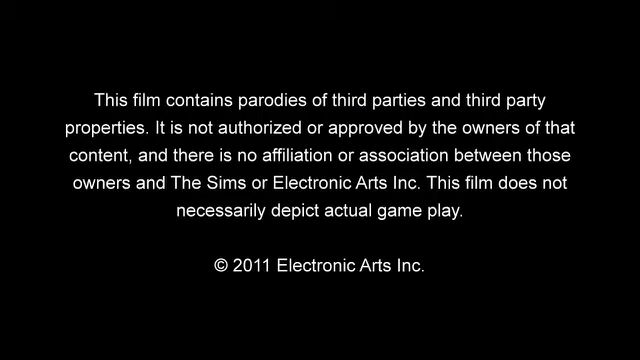 This film contains parodies of third parties and third party
properties. It is not authorized or approved by the owners of that
content, and there is no affiliation or association between those
owners and The Sims or Electronic Arts Inc. This film does not
necessarily depict actual game play.
© 2011 Electronic Arts Inc.